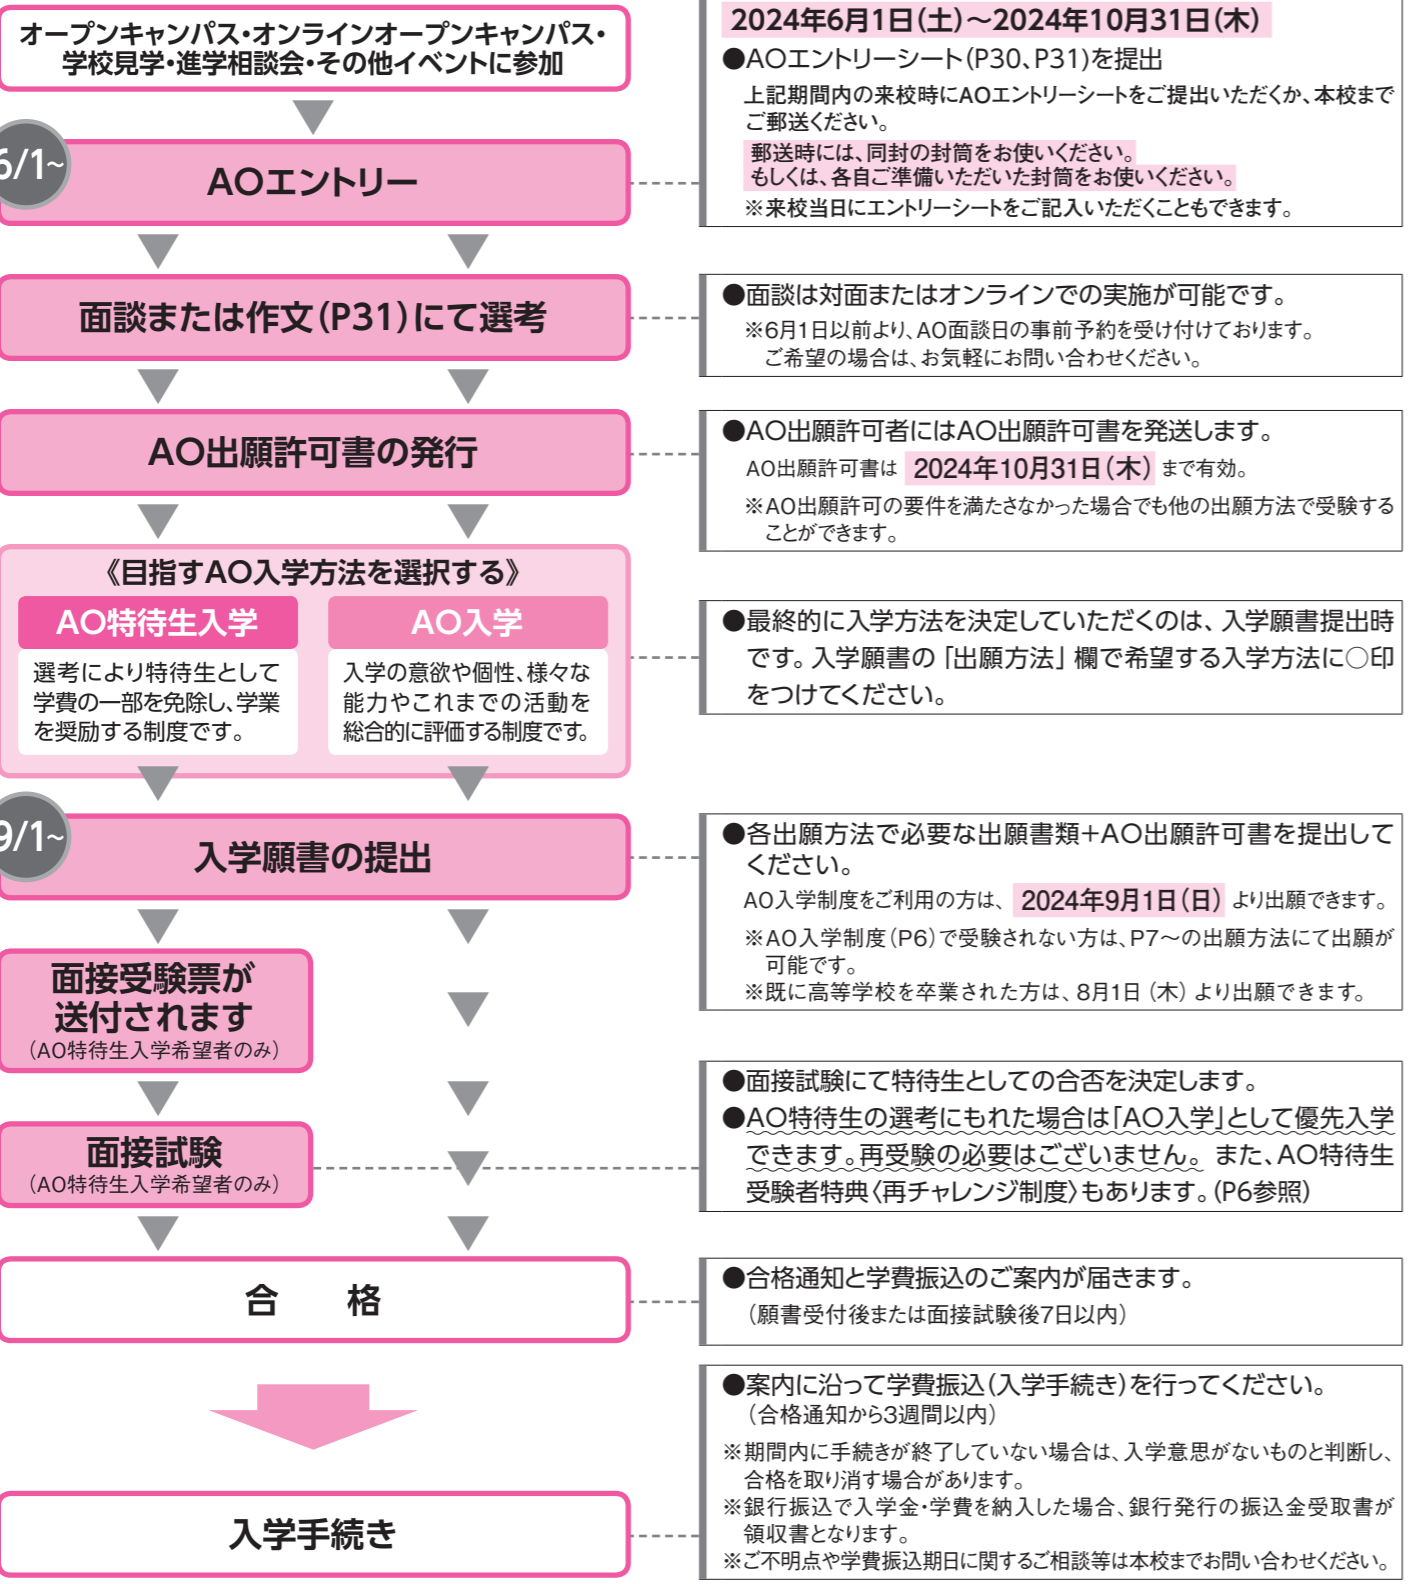 オープンキャンパス・オンラインオープンキャンパス・
学校見学・進学相談会・その他イベントに参加
2024年6月1日(土)～2024年10月31日(木)
●AOエントリーシート(P30、P31)を提出
上記期間内の来校時にAOエントリーシートをご提出いただくか、本校まで
ご郵送ください。
郵送時には、同封の封筒をお使いください。
もしくは、各自ご準備いただいた封筒をお使いください。
※来校当日にエントリーシートをご記入いただくこともできます。
6/1～
AOエントリー
面談または作文(P31)にて選考
●面談は対面またはオンラインでの実施が可能です。
※6月1日以前より、AO面談日の事前予約を受け付けております。
ご希望の場合は、お気軽にお問い合わせください。
AO出願許可書の発行
●AO出願許可者にはAO出願許可書を発送します。
AO出願許可書は 2024年10月31日(木) まで有効。
※AO出願許可の要件を満たさなかった場合でも他の出願方法で受験する
ことができます。
《目指すAO入学方法を選択する》
AO特待生入学
選考により特待生として
学費の一部を免除し、学業
を奨励する制度です。
AO入学
入学の意欲や個性、様々な
能力やこれまでの活動を
総合的に評価する制度です。
●最終的に入学方法を決定していただくのは、入学願書提出時
です。入学願書の「出願方法」欄で希望する入学方法に○印
をつけてください。
9/1～
入学願書の提出
●各出願方法で必要な出願書類+AO出願許可書を提出して
ください。
AO入学制度をご利用の方は、 2024年9月1日(日) より出願できます。
※AO入学制度(P6)で受験されない方は、P7～の出願方法にて出願が
可能です。
※既に高等学校を卒業された方は、8月1日(木)より出願できます。
面接受験票が
送付されます
(AO特待生入学希望者のみ)
面接試験
(AO特待生入学希望者のみ)
●面接試験にて特待生としての合否を決定します。
●AO特待生の選考にもれた場合は「AO入学」として優先入学
できます。再受験の必要はございません。また、AO特待生
受験者特典〈再チャレンジ制度〉もあります。(P6参照)
合　格
●合格通知と学費振込のご案内が届きます。
(願書受付後または面接試験後7日以内)
入学手続き
●案内に沿って学費振込(入学手続き)を行ってください。
(合格通知から3週間以内)
※期間内に手続きが終了していない場合は、入学意思がないものと判断し、
合格を取り消す場合があります。
※銀行振込で入学金・学費を納入した場合、銀行発行の振込金受取書が
領収書となります。
※ご不明点や学費振込期日に関するご相談等は本校までお問い合わせください。